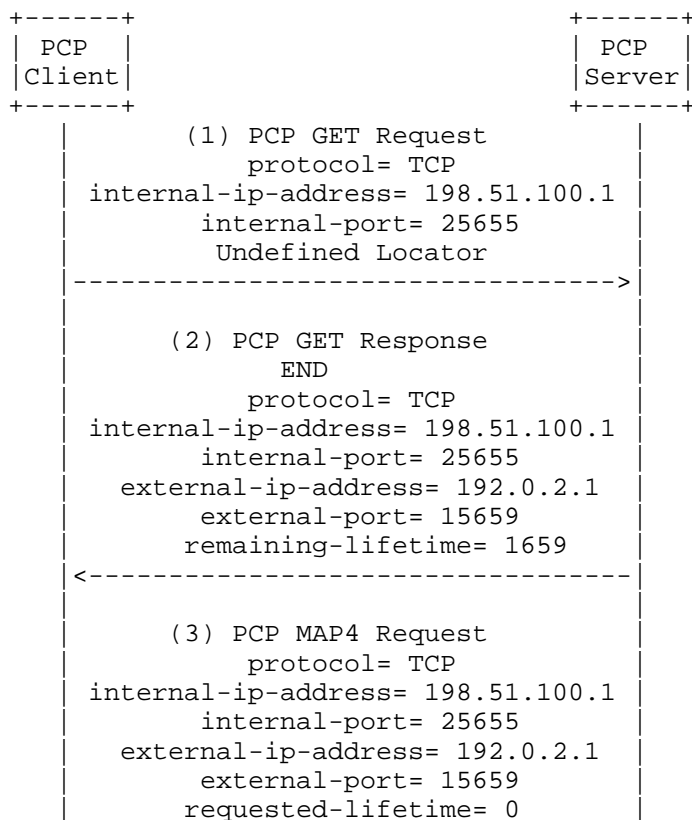 +------+ +------+
| PCP | | PCP |
|Client| |Server|
+------+ +------+
| (1) PCP GET Request |
| protocol= TCP |
| internal-ip-address= 198.51.100.1 |
| internal-port= 25655 |
| Undefined Locator |
|---------------------------------->|
| |
| (2) PCP GET Response |
| END |
| protocol= TCP |
| internal-ip-address= 198.51.100.1 |
| internal-port= 25655 |
| external-ip-address= 192.0.2.1 |
| external-port= 15659 |
| remaining-lifetime= 1659 |
|<----------------------------------|
| |
| (3) PCP MAP4 Request |
| protocol= TCP |
| internal-ip-address= 198.51.100.1 |
| internal-port= 25655 |
| external-ip-address= 192.0.2.1 |
| external-port= 15659 |
| requested-lifetime= 0 |